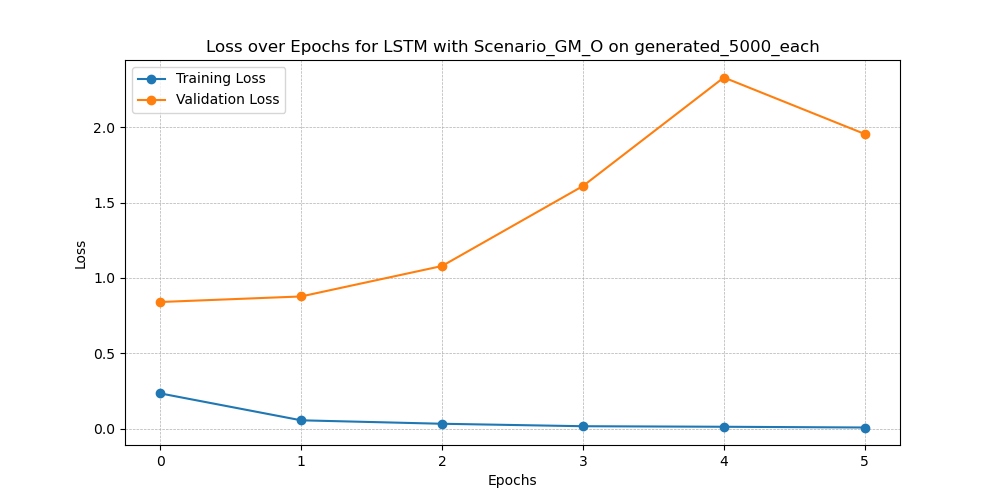 Loss over Epochs for LSTM with Scenario_GM_O on generated_5000_each
Training Loss
Validation Loss
2.0
1.5
1.0
0.5
0.0
Loss
0 1 2 3 4 5
Epochs